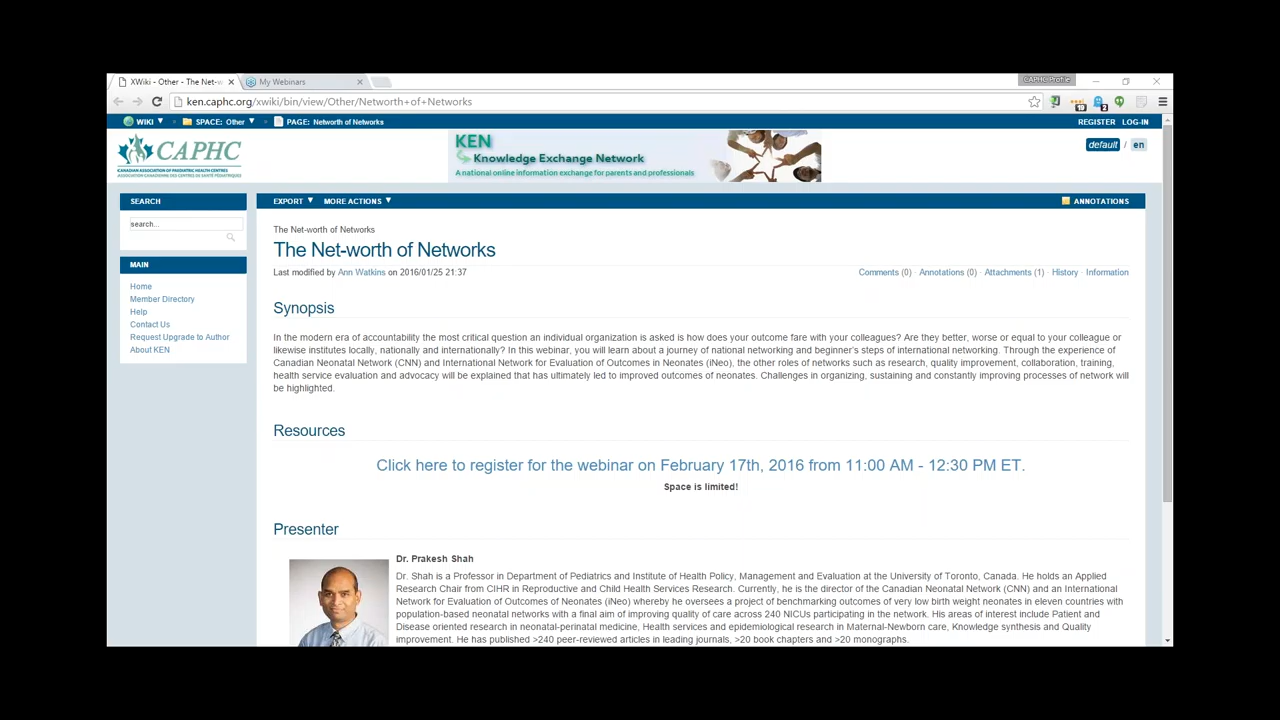 XWiki - Other - The Net-w
My Webinars
CAPHC Profile
ken.caphc.org/xwiki/bin/view/Other/Networth+of+Networks
WIKI
SPACE: Other
PAGE: Networth of Networks
REGISTER LOG-IN
CAPHC
CANADIAN ASSOCIATION OF PAEDIATRIC HEALTH CENTRES
ASSOCIATION CANADIENNE DES CENTRES DE SANTÉ PÉDIATRIQUES
KEN
Knowledge Exchange Network
A national online information exchange for parents and professionals
default / en
SEARCH
search...
MAIN
Home
Member Directory
Help
Contact Us
Request Upgrade to Author
About KEN
EXPORT
MORE ACTIONS
ANNOTATIONS
The Net-worth of Networks
The Net-worth of Networks
Last modified by Ann Watkins on 2016/01/25 21:37
Comments (0) · Annotations (0) · Attachments (1) · History · Information
Synopsis
In the modern era of accountability the most critical question an individual organization is asked is how does your outcome fare with your colleagues? Are they better, worse or equal to your colleague or
likewise institutes locally, nationally and internationally? In this webinar, you will learn about a journey of national networking and beginner's steps of international networking. Through the experience of
Canadian Neonatal Network (CNN) and International Network for Evaluation of Outcomes in Neonates (iNeo), the other roles of networks such as research, quality improvement, collaboration, training,
health service evaluation and advocacy will be explained that has ultimately led to improved outcomes of neonates. Challenges in organizing, sustaining and constantly improving processes of network will
be highlighted.
Resources
Click here to register for the webinar on February 17th, 2016 from 11:00 AM - 12:30 PM ET.
Space is limited!
Presenter
Dr. Prakesh Shah
Dr. Shah is a Professor in Department of Pediatrics and Institute of Health Policy, Management and Evaluation at the University of Toronto, Canada. He holds an Applied
Research Chair from CIHR in Reproductive and Child Health Services Research. Currently, he is the director of the Canadian Neonatal Network (CNN) and an International
Network for Evaluation of Outcomes of Neonates (iNeo) whereby he oversees a project of benchmarking outcomes of very low birth weight neonates in eleven countries with
population-based neonatal networks with a final aim of improving quality of care across 240 NICUs participating in the network. His areas of interest include Patient and
Disease oriented research in neonatal-perinatal medicine, Health services and epidemiological research in Maternal-Newborn care, Knowledge synthesis and Quality
improvement. He has published >240 peer-reviewed articles in leading journals, >20 book chapters and >20 monographs.